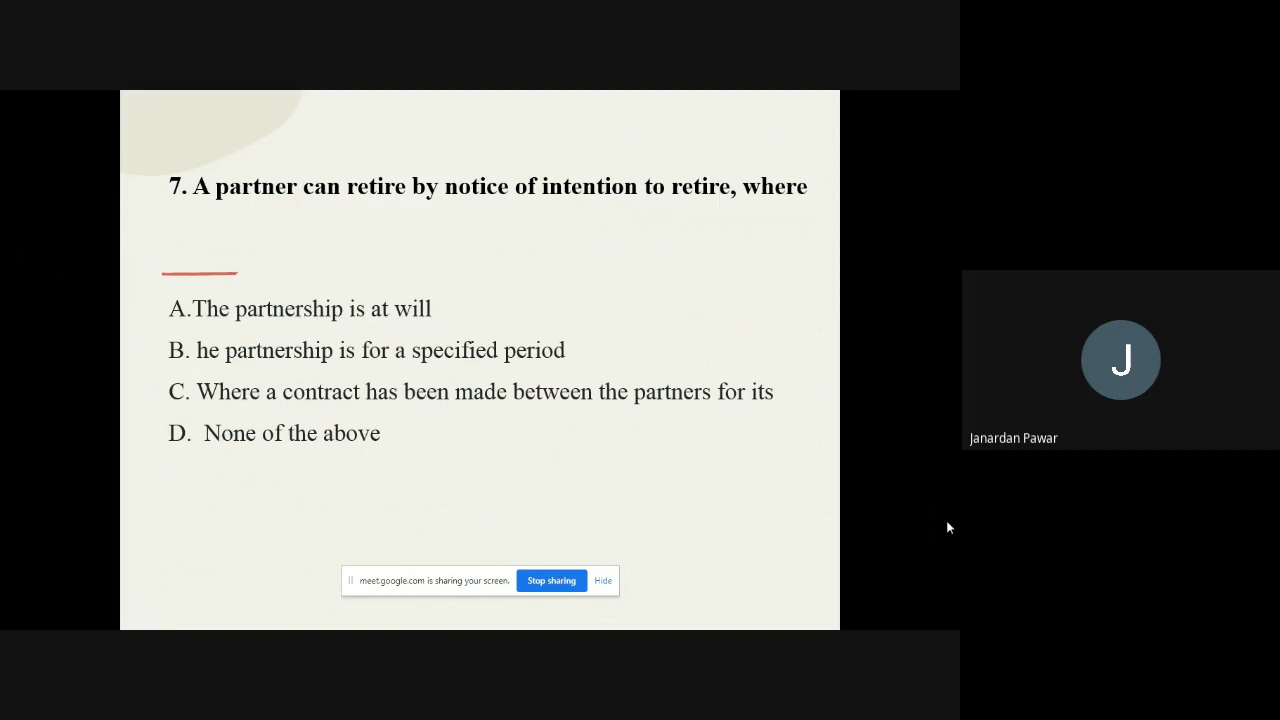 7. A partner can retire by notice of intention to retire, where
A.The partnership is at will
B. he partnership is for a specified period
C. Where a contract has been made between the partners for its
D. None of the above
J
Janardan Pawar
meet.google.com is sharing your screen. Stop sharing Hide